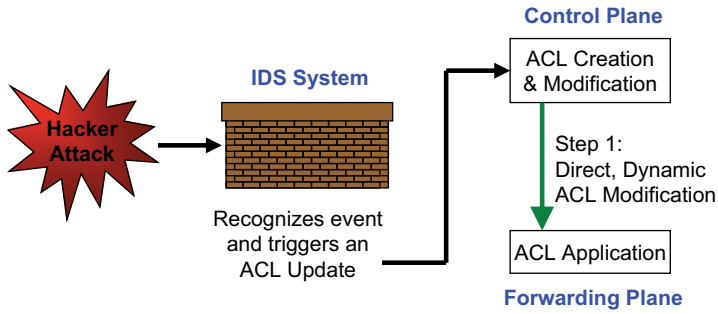 Hacker
Attack
IDS System
Recognizes event
and triggers an
ACL Update
Control Plane
ACL Creation
& Modification
Step 1:
Direct, Dynamic
ACL Modification
ACL Application
Forwarding Plane